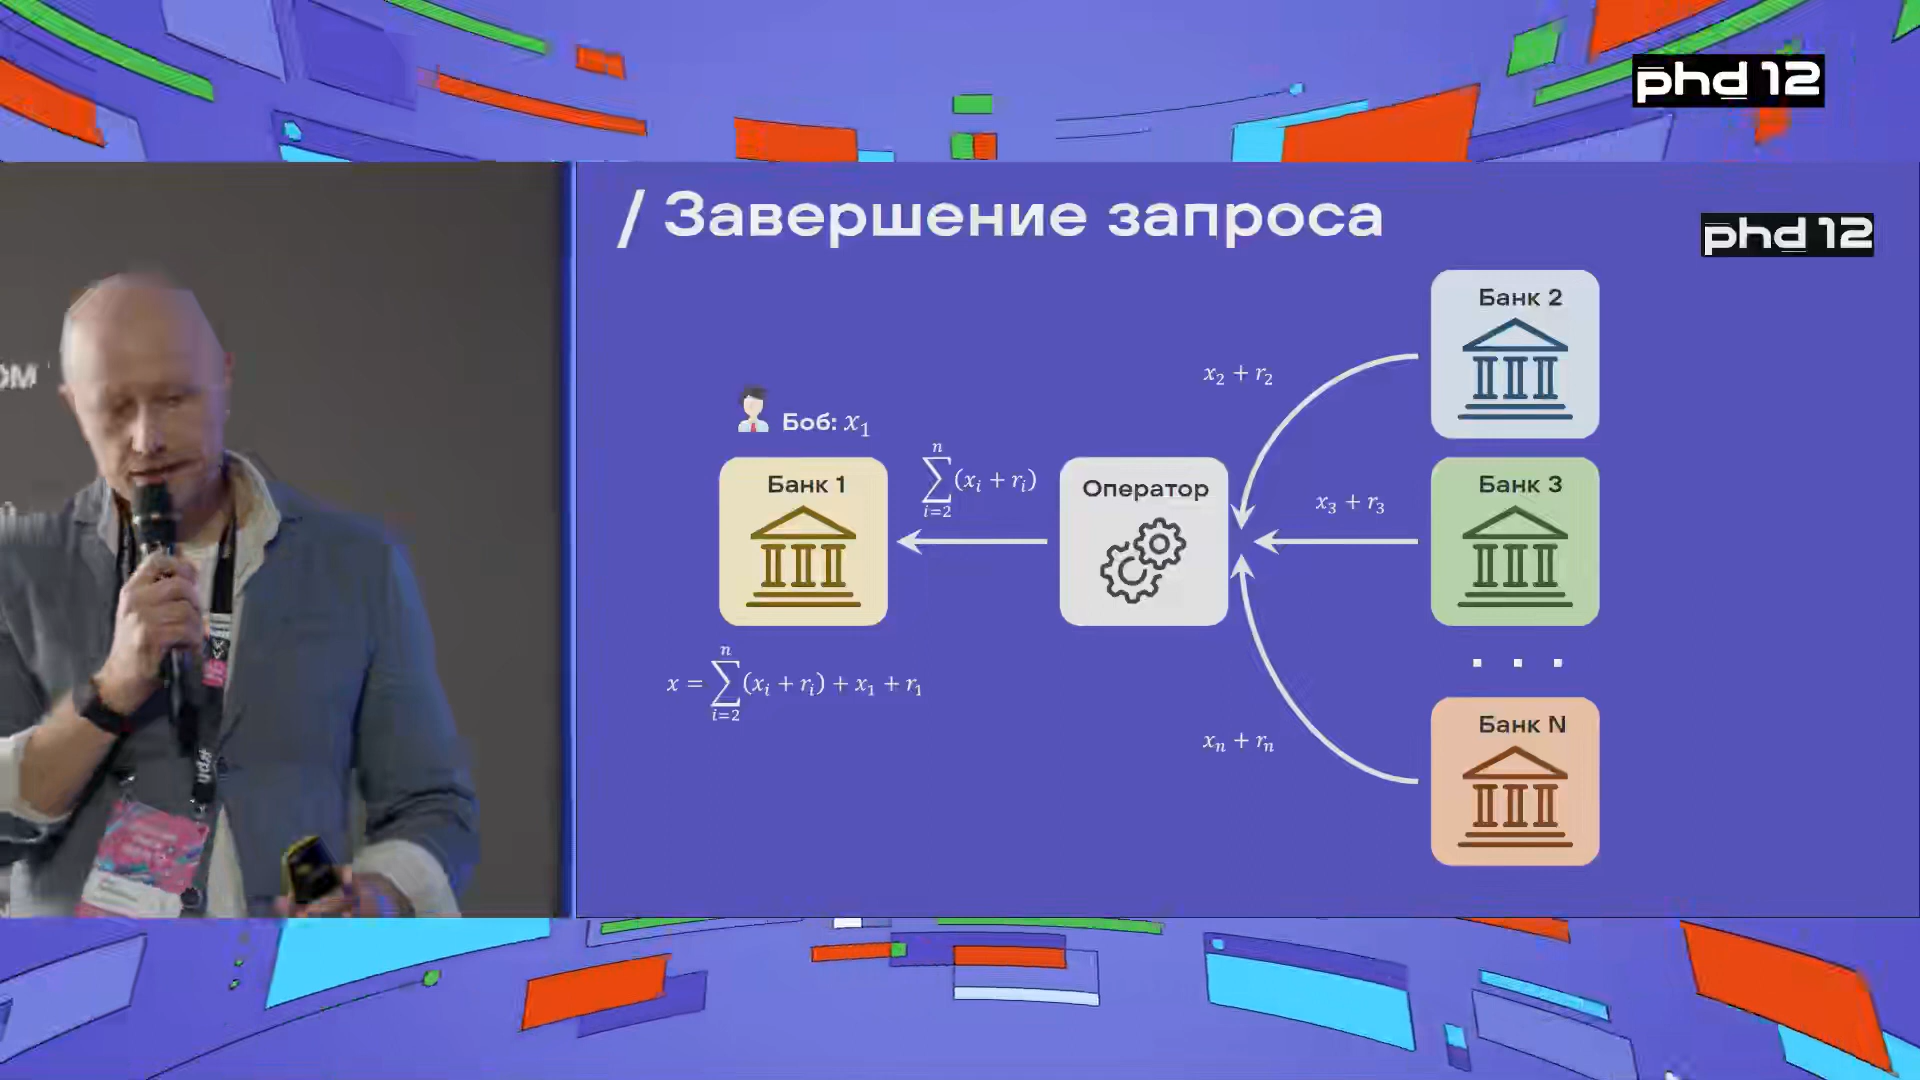 phd 12
/ Завершение запроса
phd 12
Банк 2
x₂ + r₂
Боб: x₁
Банк 1
∑ᵢ₌₂ⁿ(xᵢ + rᵢ)
Оператор
x₃ + r₃
Банк 3
x = ∑ᵢ₌₂ⁿ(xᵢ + rᵢ) + x₁ + r₁
. . .
xₙ + rₙ
Банк N
ом